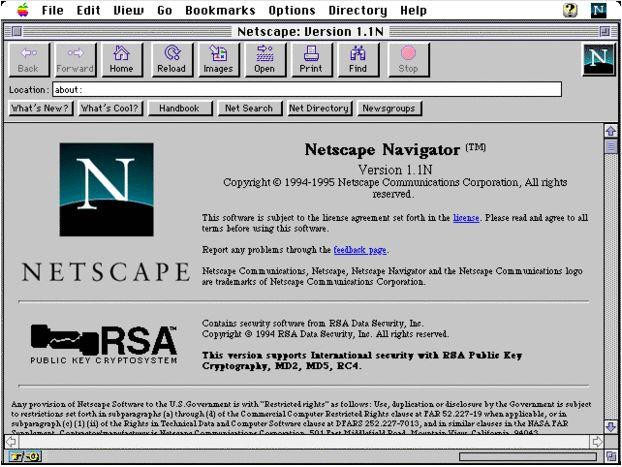 File Edit View Go Bookmarks Options Directory Help
Netscape: Version 1.1N
Back Forward Home Reload Images Open Print Find Stop
N
Location: about:
What's New? What's Cool? Handbook Net Search Net Directory Newsgroups
N
NETSCAPE
Netscape Navigator (TM)
Version 1.1N
Copyright © 1994-1995 Netscape Communications Corporation, All rights
reserved.
This software is subject to the license agreement set forth in the license. Please read and agree to all
terms before using this software.
Report any problems through the feedback page.
Netscape Communications, Netscape, Netscape Navigator and the Netscape Communications logo
are trademarks of Netscape Communications Corporation.
RSA™
PUBLIC KEY CRYPTOSYSTEM
Contains security software from RSA Data Security, Inc.
Copyright © 1994 RSA Data Security, Inc. All rights reserved.
This version supports International security with RSA Public Key
Cryptography, MD2, MD5, RC4.
Any provision of Netscape Software to the U.S.Government is with "Restricted rights" as follows: Use, duplication or disclosure by the Government is subject
to restrictions set forth in subparagraphs (a) through (d) of the Commercial Computer Restricted Rights clause at FAR 52.227-19 when applicable, or in
subparagraph (c) (1) (ii) of the Rights in Technical Data and Computer Software clause at DFARS 252.227-7013, and in similar clauses in the NASA FAR
Supplement. Contractor/manufacturer is Netscape Communications Corporation, 501 East Middlefield Road, Mountain View, California, 94043.